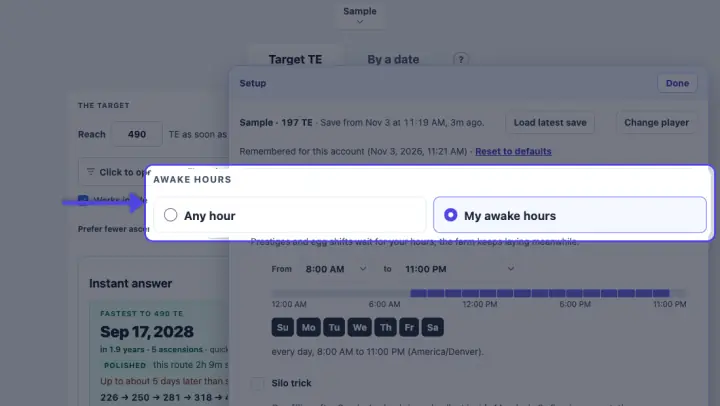 Sample
Target TE
By a date
?
Setup
Done
THE TARGET
Sample · 197 TE · Save from Nov 3 at 11:19 AM, 3m ago.
Load latest save
Change player
Reach 490 TE as soon as
Remembered for this account (Nov 3, 2026, 11:21 AM) · Reset to defaults
Click to
AWAKE HOURS
Any hour
My awake hours
Prefer fewer
Prestiges and egg shifts wait for your hours, the farm keeps laying meanwhile.
From 8:00 AM to 11:00 PM
Instant answer
12:00 AM 6:00 AM 12:00 PM 6:00 PM 11:00 PM
FASTEST TO 490 TE
Sep 17, 2028
Su Mo Tu We Th Fr Sa
in 1.9 years · 5 ascensions ·
every day, 8:00 AM to 11:00 PM (America/Denver).
POLISHED this route 2h 9m
Up to about 5 days later than
Silo trick
226 → 250 → 281 → 318 →